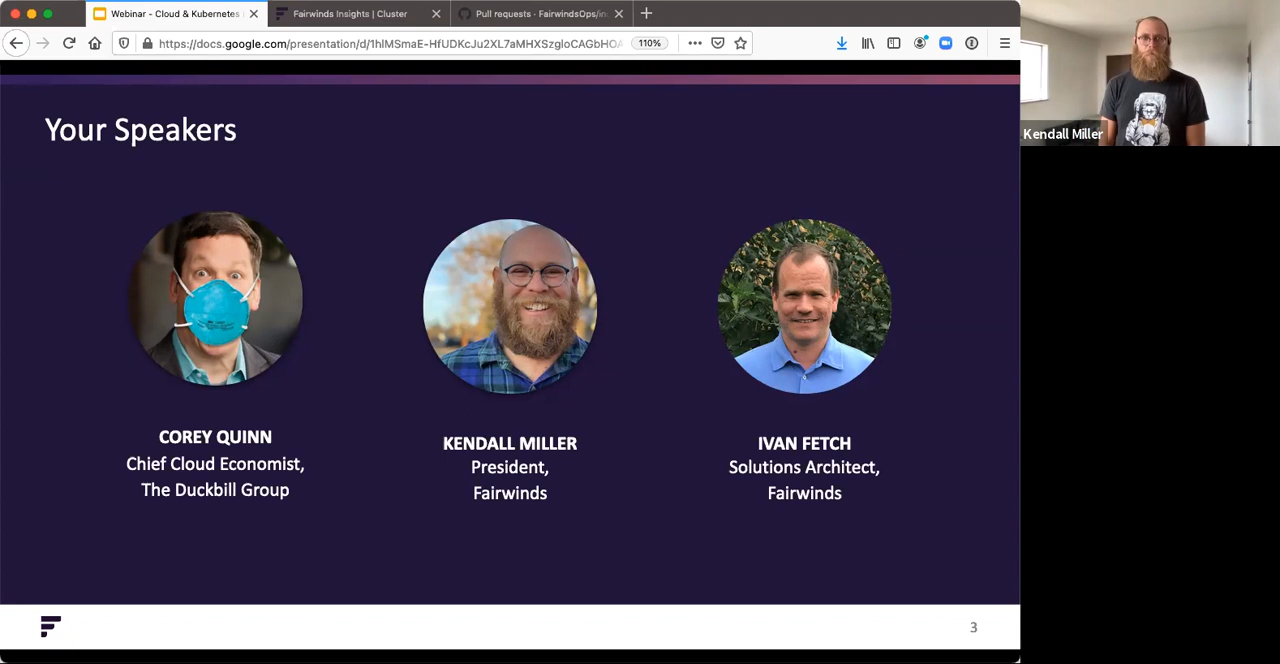 Webinar - Cloud & Kubernetes
Fairwinds Insights | Cluster
Pull requests · FairwindsOps/in
https://docs.google.com/presentation/d/1hIMSmaE-HfUDKcJu2XL7aMHXSzgloCAGbHOA
110%
Kendall Miller
Your Speakers
COREY QUINN
Chief Cloud Economist,
The Duckbill Group
KENDALL MILLER
President,
Fairwinds
IVAN FETCH
Solutions Architect,
Fairwinds
3